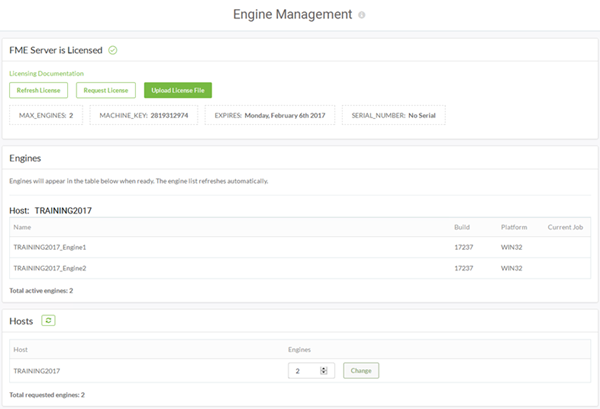 Engine Management
FME Server is Licensed
Licensing Documentation
Refresh License Request License Upload License File
MAX_ENGINES: 2 MACHINE_KEY: 2819312974 EXPIRES: Monday, February 6th 2017 SERIAL_NUMBER: No Serial
Engines
Engines will appear in the table below when ready. The engine list refreshes automatically.
Host: TRAINING2017
Name Build Platform Current Job
TRAINING2017_Engine1 17237 WIN32
TRAINING2017_Engine2 17237 WIN32
Total active engines: 2
Hosts
Host Engines
TRAINING2017 2 Change
Total requested engines: 2